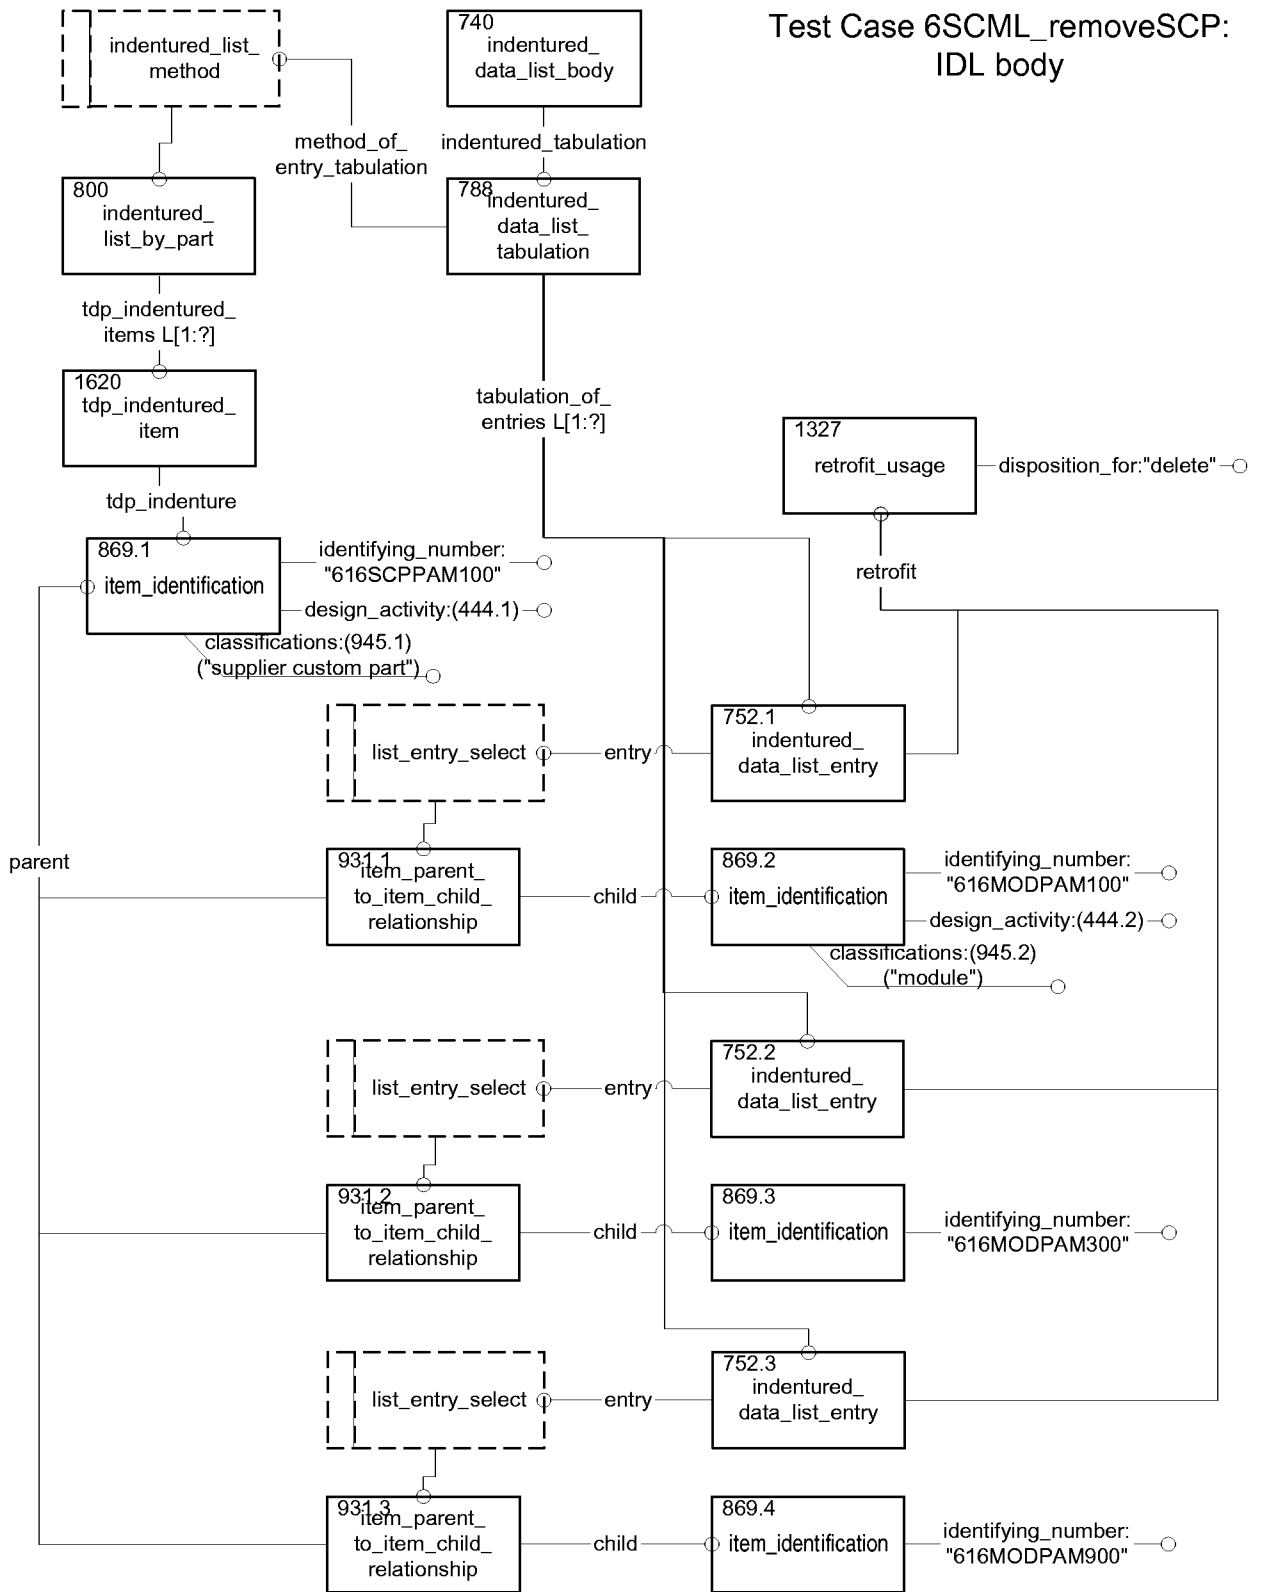 Test Case 6SCML_removeSCP:
IDL body
indentured_list_
method
740
indentured_
data_list_body
method_of_
entry_tabulation
indentured_tabulation
800
indentured_
list_by_part
788
indentured_
data_list_
tabulation
tdp_indentured_
items L[1:?]
1620
tdp_indentured_
item
tabulation_of_
entries L[1:?]
1327
retrofit_usage
disposition_for:"delete"
tdp_indenture
869.1
item_identification
identifying_number:
"616SCPPAM100"
design_activity:(444.1)
classifications:(945.1)
("supplier custom part")
retrofit
list_entry_select
entry
752.1
indentured_
data_list_entry
parent
931.1
item_parent_
to_item_child_
relationship
child
869.2
item_identification
identifying_number:
"616MODPAM100"
design_activity:(444.2)
classifications:(945.2)
("module")
list_entry_select
entry
752.2
indentured_
data_list_entry
931.2
item_parent_
to_item_child_
relationship
child
869.3
item_identification
identifying_number:
"616MODPAM300"
list_entry_select
entry
752.3
indentured_
data_list_entry
931.3
item_parent_
to_item_child_
relationship
child
869.4
item_identification
identifying_number:
"616MODPAM900"